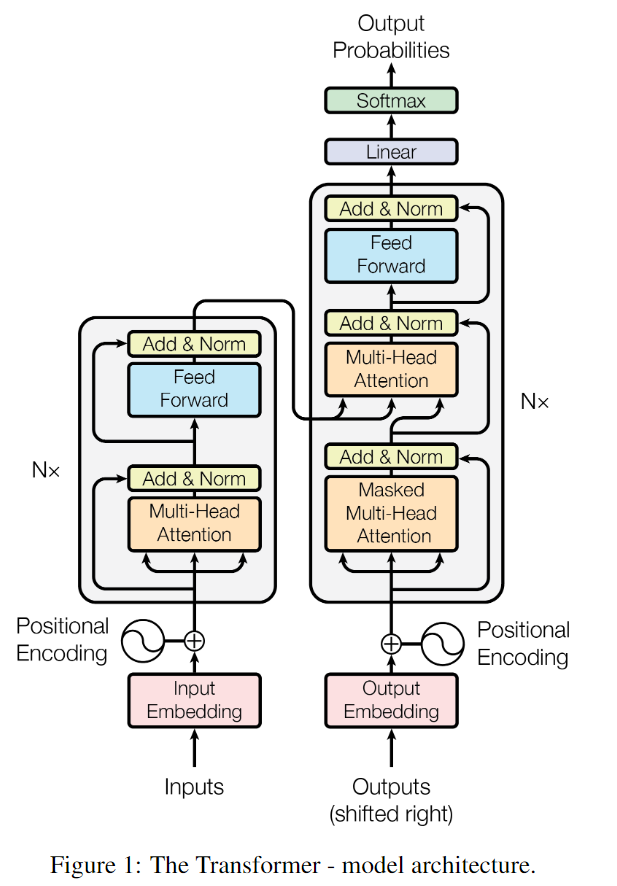 Output
Probabilities
Softmax
Linear
Add & Norm
Feed
Forward
Add & Norm
Multi-Head
Attention
Add & Norm
Masked
Multi-Head
Attention
N×
Add & Norm
Feed
Forward
Add & Norm
Multi-Head
Attention
N×
Positional
Encoding
Positional
Encoding
Input
Embedding
Output
Embedding
Inputs
Outputs
(shifted right)
Figure 1: The Transformer - model architecture.